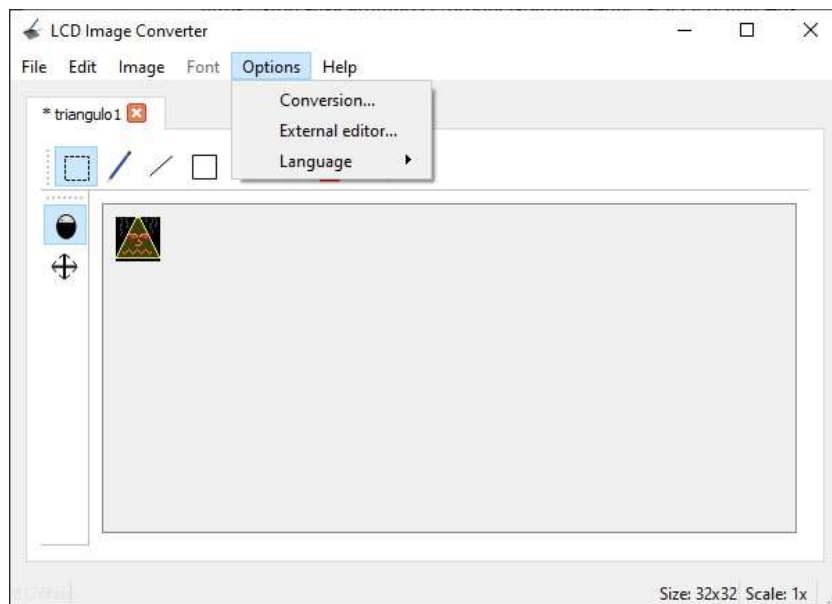 LCD Image Converter
File Edit Image Font Options Help
Conversion...
* triangulo1
External editor...
Language
Size: 32x32 Scale: 1x